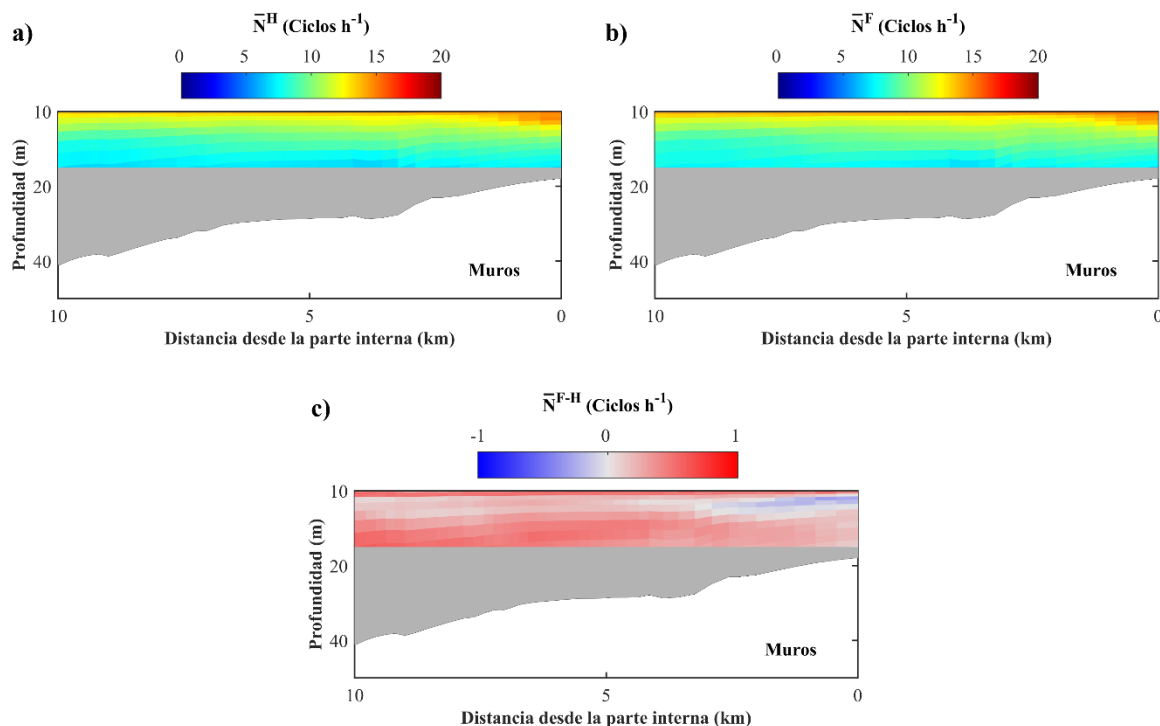 a)
N̄^H (Ciclos h^-1)
0 5 10 15 20
10
20
40
Profundidad (m)
Muros
10 5 0
Distancia desde la parte interna (km)
b)
N̄^F (Ciclos h^-1)
0 5 10 15 20
10
20
40
Profundidad (m)
Muros
10 5 0
Distancia desde la parte interna (km)
c)
N̄^F-H (Ciclos h^-1)
-1 0 1
10
20
40
Profundidad (m)
Muros
10 5 0
Distancia desde la parte interna (km)